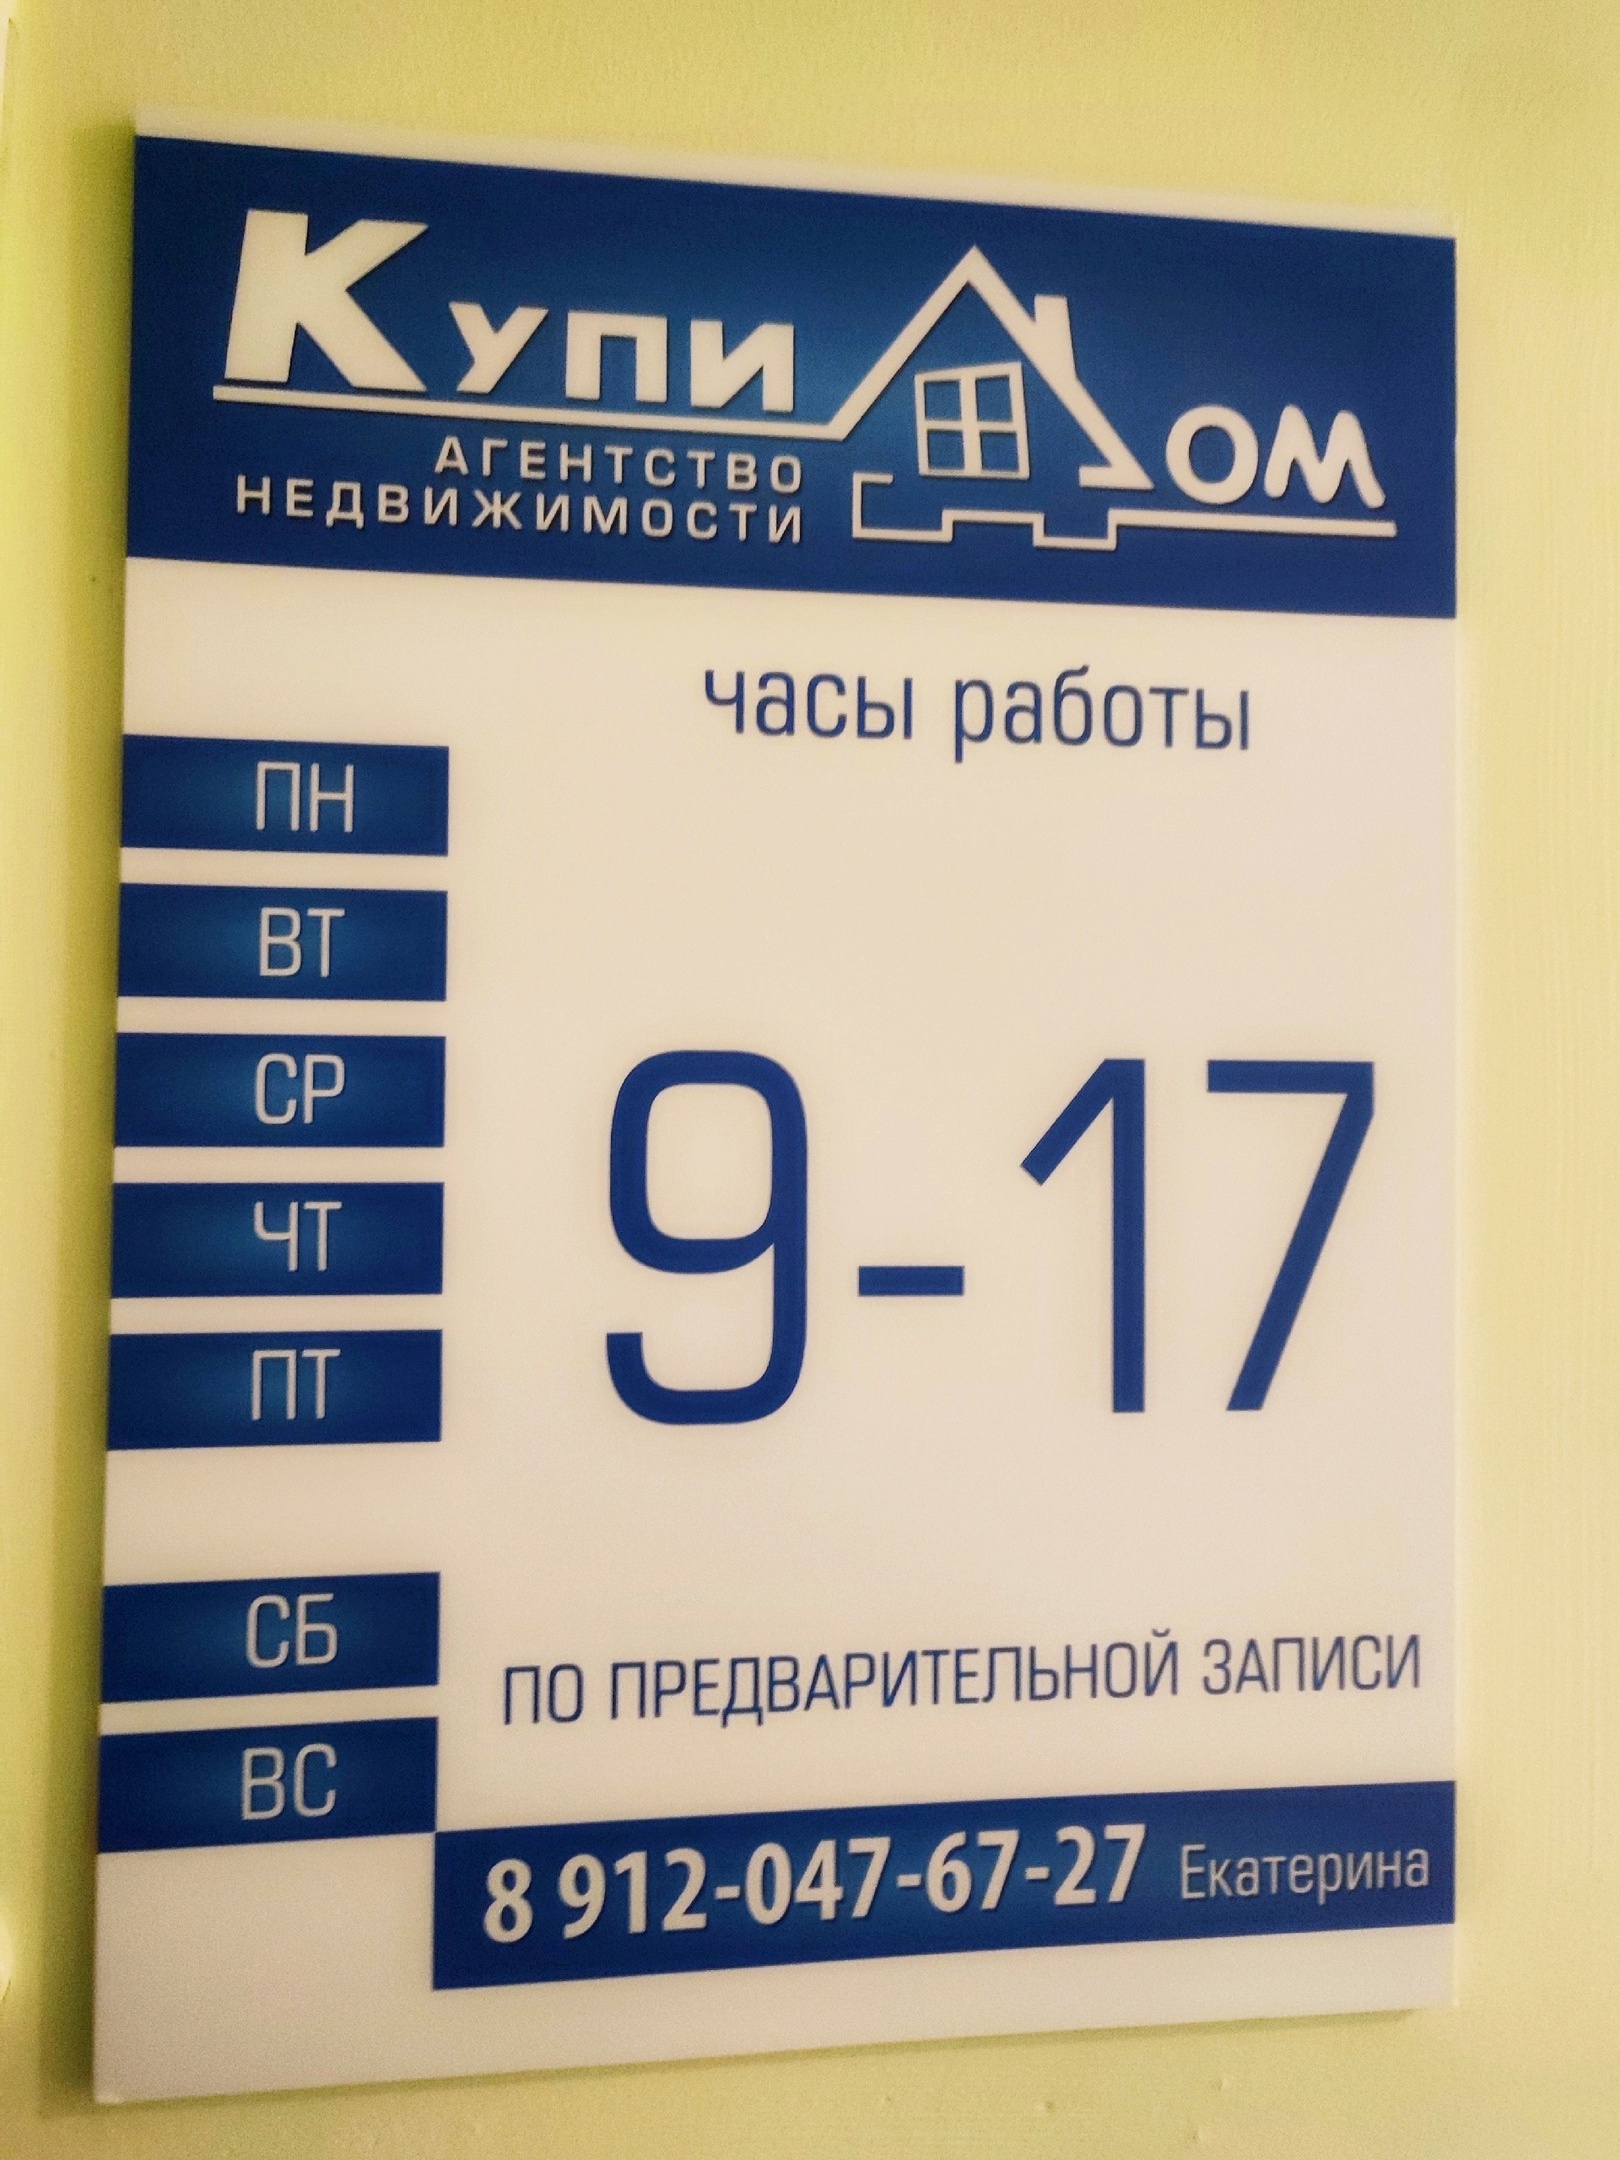 Купи Дом
АГЕНТСТВО
НЕДВИЖИМОСТИ
часы работы
ПН
ВТ
СР
ЧТ
ПТ
9-17
СБ
ВС
ПО ПРЕДВАРИТЕЛЬНОЙ ЗАПИСИ
8 912-047-67-27 Екатерина